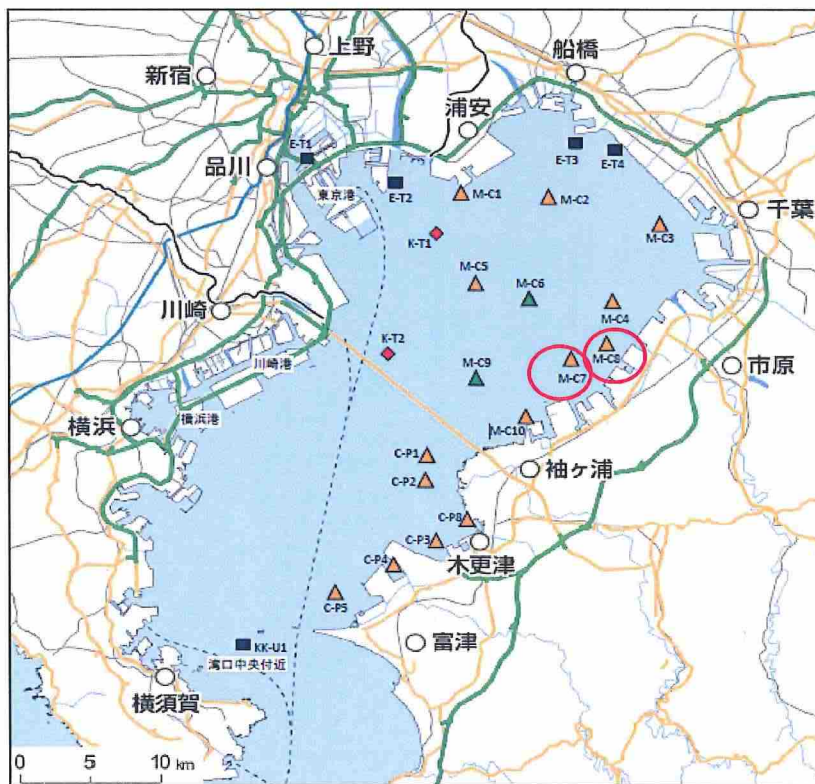 上野
船橋
新宿
浦安
E-T1
E-T3
E-T4
品川
東京港
E-T2
M-C1
M-C2
千葉
K-T1
M-C3
M-C5
M-C6
川崎
M-C4
川崎港
K-T2
M-C8
M-C9
M-C7
市原
横浜港
横浜
M-C10
C-P1
袖ヶ浦
C-P2
C-P8
C-P3
木更津
C-P4
C-P5
KK-U1
富津
湾口中央付近
横須賀
0 5 10 km